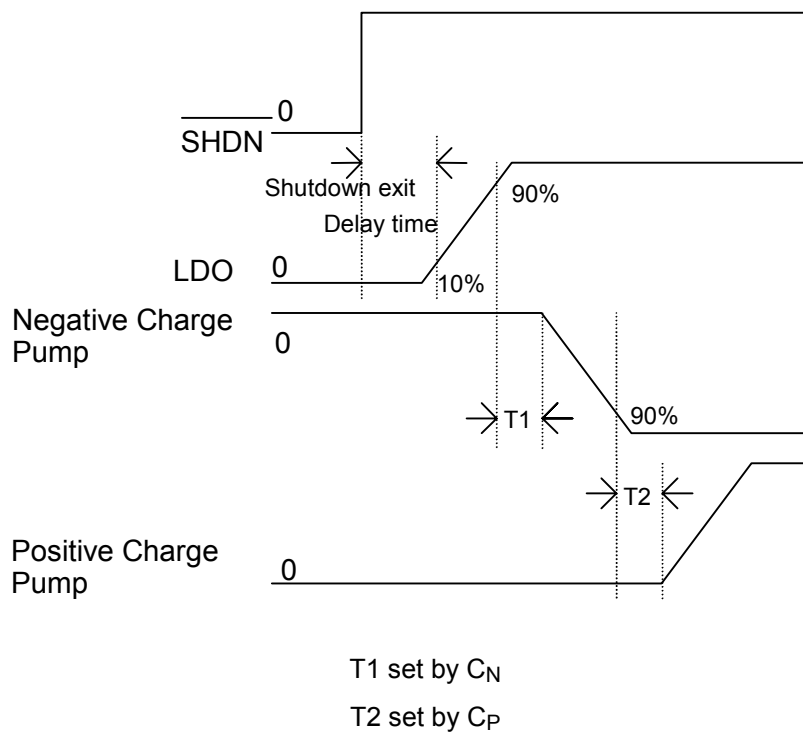 0
SHDN
Shutdown exit
90%
Delay time
LDO
0
10%
Negative Charge
Pump
0
T1
90%
T2
Positive Charge
Pump
0
T1 set by CN
T2 set by CP